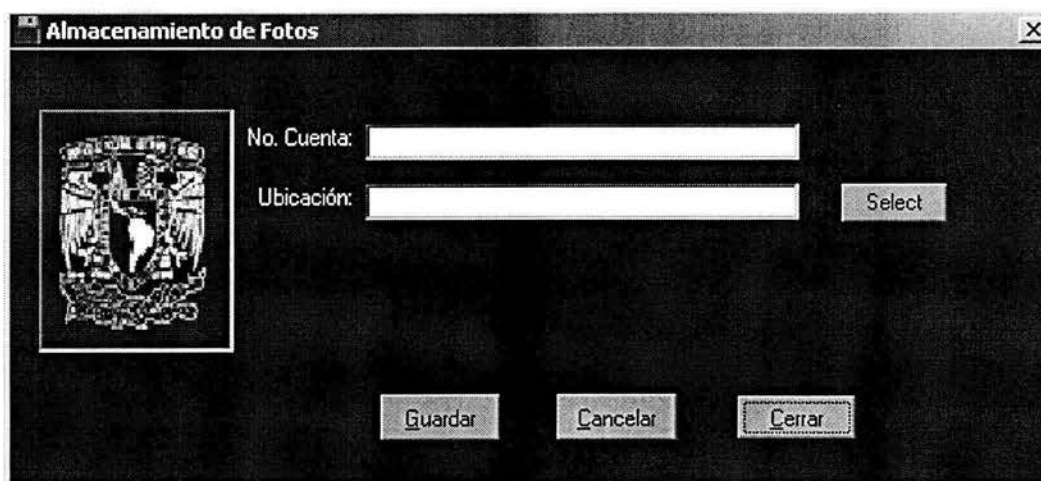 Almacenamiento de Fotos
No. Cuenta:
Ubicación:
Select
Guardar
Cancelar
Cerrar